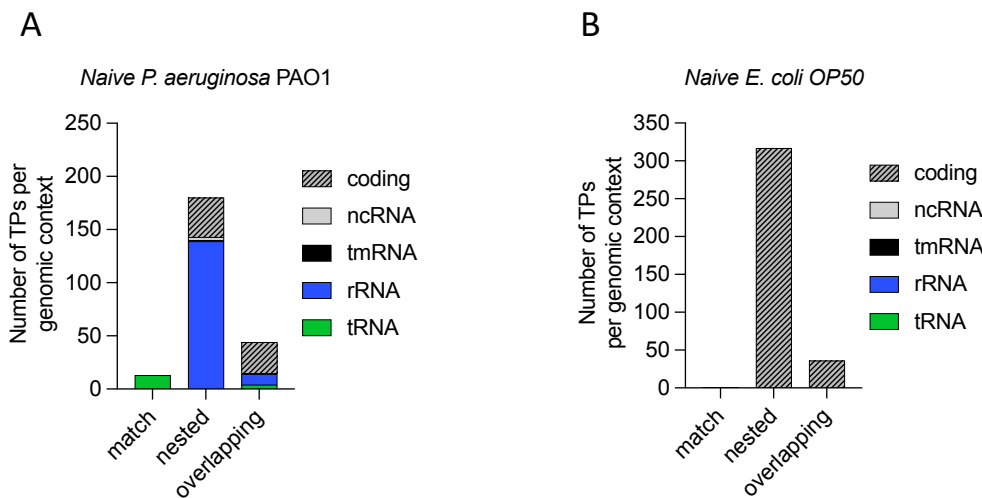 A
Naive P. aeruginosa PAO1
Number of TPs per
genomic context
250
200
150
100
50
0
match
nested
overlapping
coding
ncRNA
tmRNA
rRNA
tRNA
B
Naive E. coli OP50
Number of TPs
per genomic context
350
300
250
200
150
100
50
0
match
nested
overlapping
coding
ncRNA
tmRNA
rRNA
tRNA